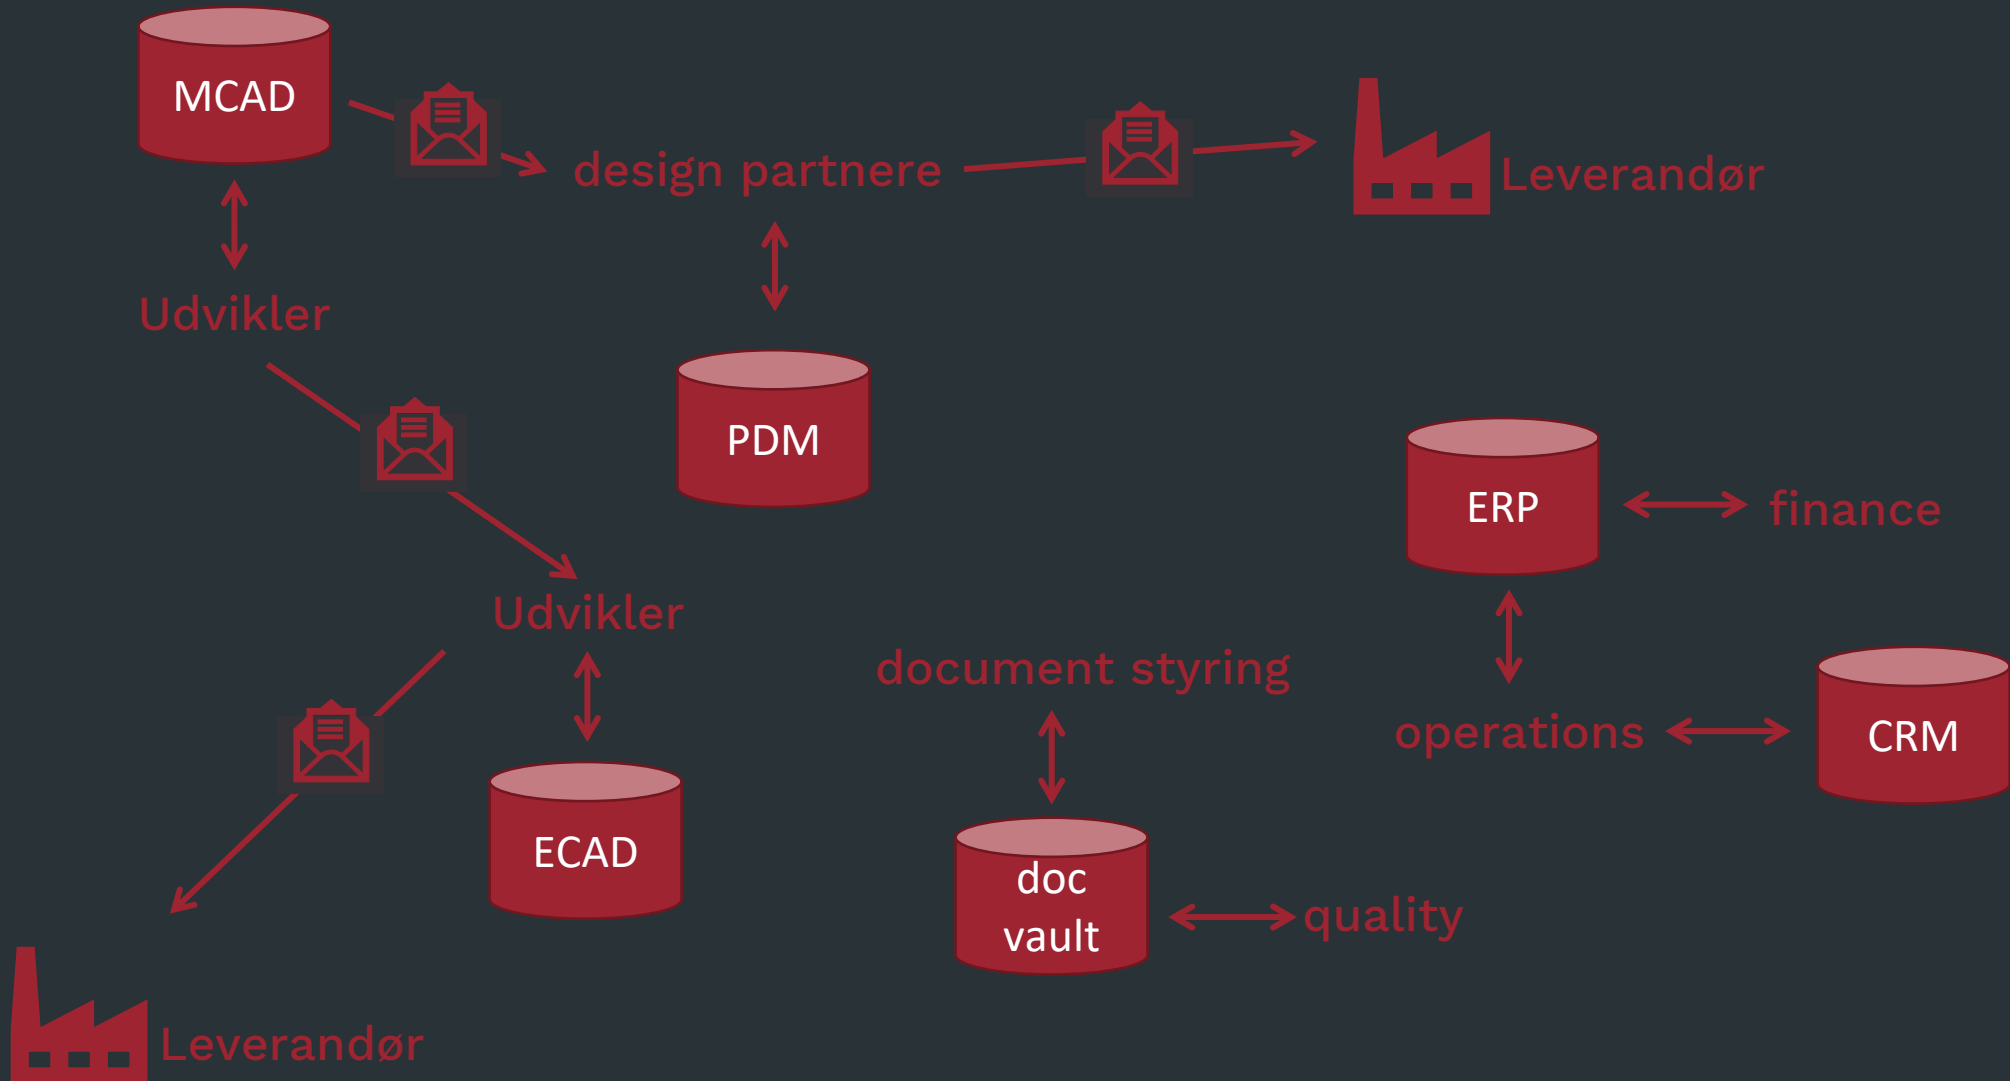 MCAD
design partnere
Leverandør
Udvikler
PDM
ERP
finance
Udvikler
document styring
operations
CRM
ECAD
doc
vault
quality
Leverandør